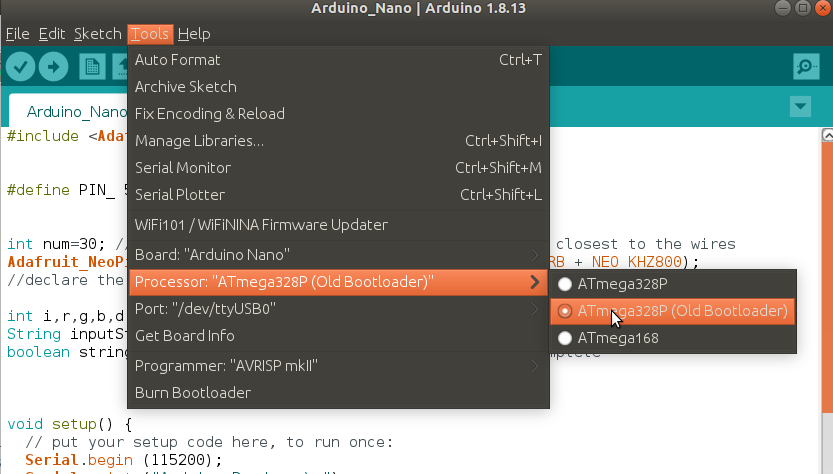 Arduino_Nano | Arduino 1.8.13
File Edit Sketch Tools Help
Auto Format Ctrl+T
Archive Sketch
Fix Encoding & Reload
Manage Libraries... Ctrl+Shift+I
Serial Monitor Ctrl+Shift+M
Serial Plotter Ctrl+Shift+L
WiFi101 / WiFiNINA Firmware Updater
Board: "Arduino Nano"
Processor: "ATmega328P (Old Bootloader)"
Port: "/dev/ttyUSB0"
Get Board Info
Programmer: "AVRISP mkII"
Burn Bootloader
ATmega328P
ATmega328P (Old Bootloader)
ATmega168
Arduino_Nano
#include <Ada
#define PIN_ 5
int num=30; // closest to the wires
Adafruit_NeoPi RB + NEO_KHZ800);
//declare the
int i,r,g,b,d
String inputSt
boolean string
void setup() {
// put your setup code here, to run once:
Serial.begin (115200);